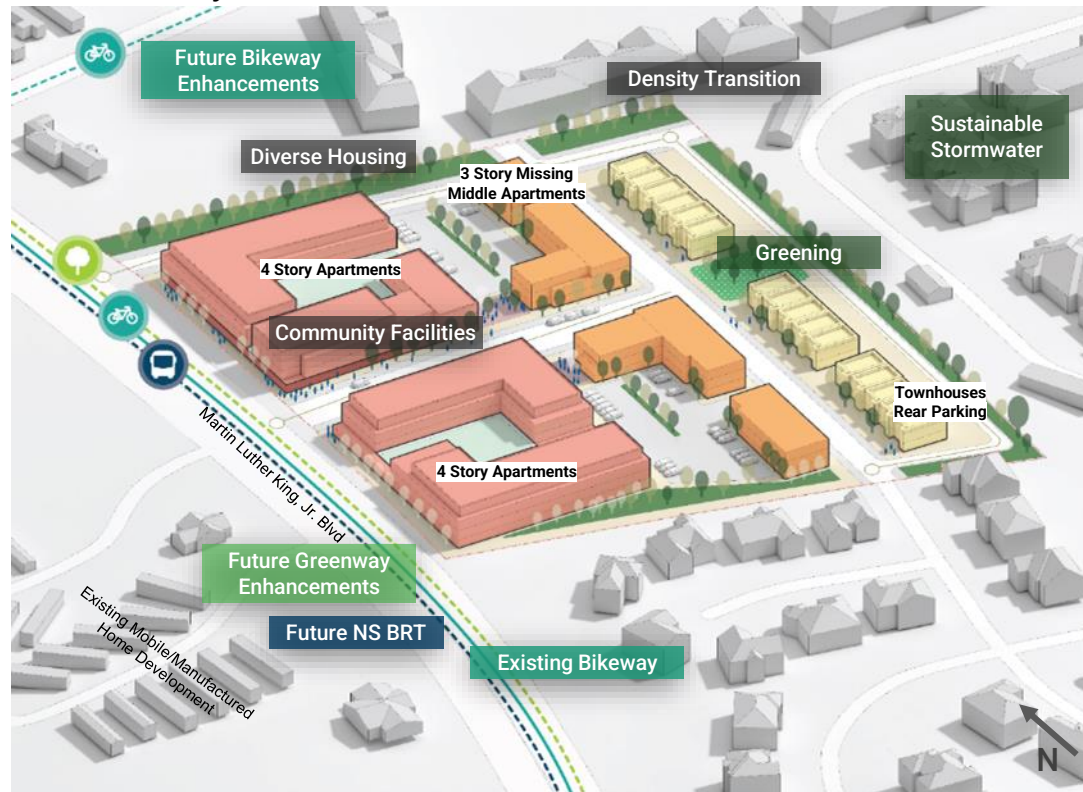 Future Bikeway
Enhancements
Density Transition
Sustainable
Stormwater
Diverse Housing
3 Story Missing
Middle Apartments
4 Story Apartments
Greening
Community Facilities
Townhouses
Rear Parking
4 Story Apartments
Martin Luther King, Jr. Blvd
Future Greenway
Enhancements
Existing Mobile/Manufactured
Home Development
Future NS BRT
Existing Bikeway
N